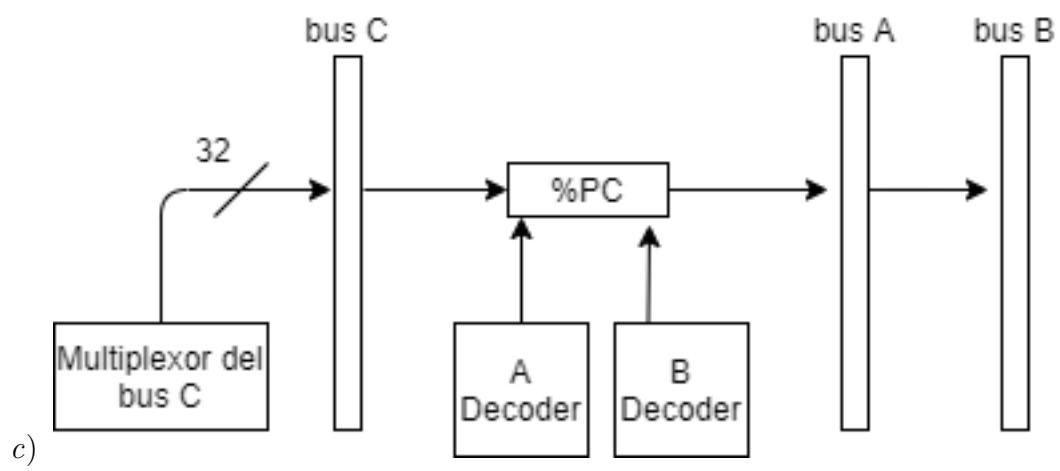 bus C
bus A
bus B
32
%PC
Multiplexor del
bus C
A
Decoder
B
Decoder
c)